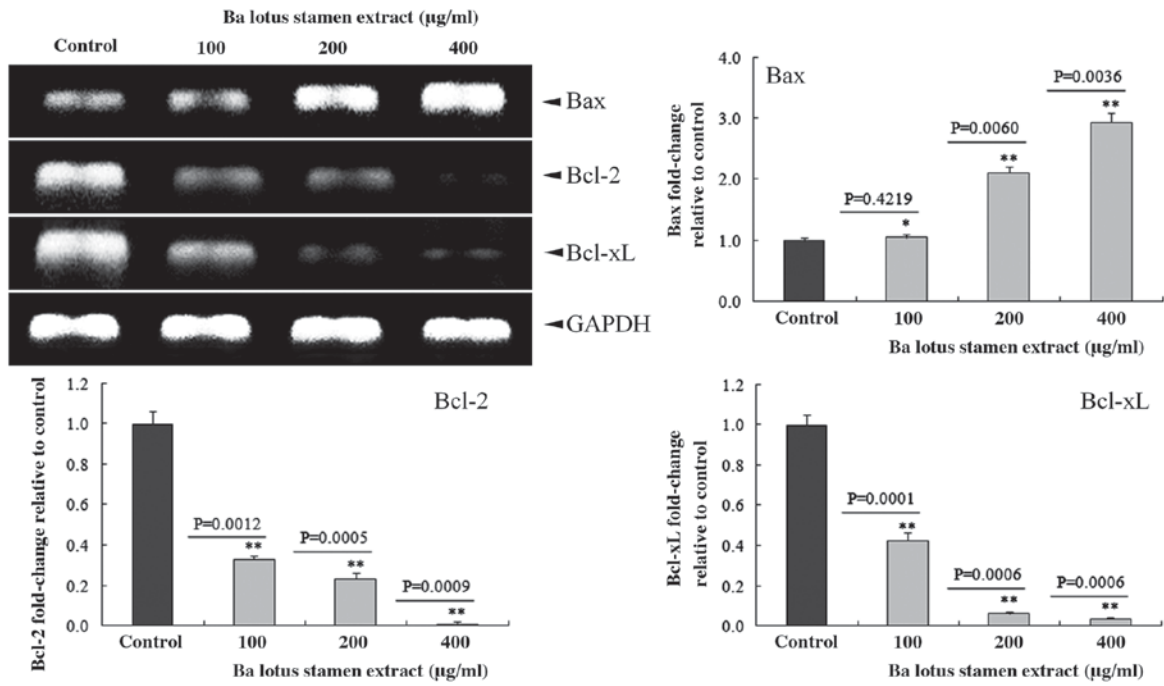 Ba lotus stamen extract (μg/ml)
Control 100 200 400
Bax
Bcl-2
Bcl-xL
GAPDH
Bax fold-change
relative to control
4.0
3.0
2.0
1.0
0.0
Bax
P=0.4219
P=0.0060
P=0.0036
*
**
**
Control 100 200 400
Ba lotus stamen extract (μg/ml)
Bcl-2 fold-change relative to control
1.2
1.0
0.8
0.6
0.4
0.2
0.0
Bcl-2
P=0.0012
P=0.0005
P=0.0009
**
**
**
Control 100 200 400
Ba lotus stamen extract (μg/ml)
Bcl-xL fold-change
relative to control
1.2
1.0
0.8
0.6
0.4
0.2
0.0
Bcl-xL
P=0.0001
P=0.0006
P=0.0006
**
**
**
Control 100 200 400
Ba lotus stamen extract (μg/ml)